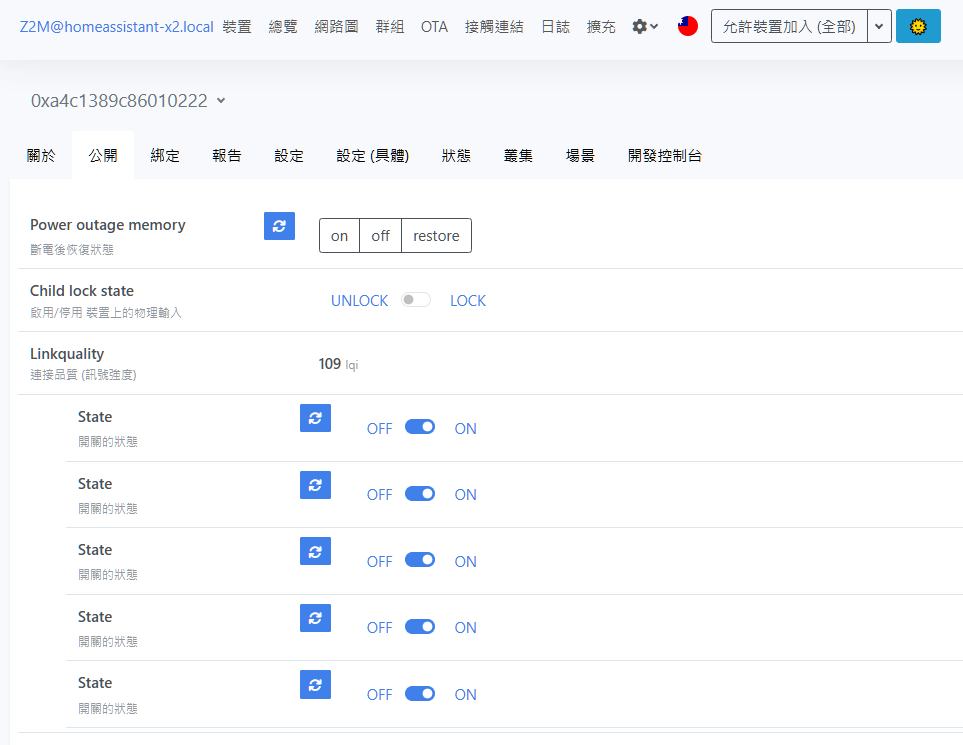 Z2M@homeassistant-x2.local 裝置 總覽 網路圖 群組 OTA 接觸連結 日誌 擴充 允許裝置加入 (全部)
0xa4c1389c86010222
關於 公開 綁定 報告 設定 設定 (具體) 狀態 叢集 場景 開發控制台
Power outage memory on off restore
斷電後恢復狀態
Child lock state UNLOCK LOCK
啟用/停用 裝置上的物理輸入
Linkquality 109 lqi
連接品質 (訊號強度)
State OFF ON
開關的狀態
State OFF ON
開關的狀態
State OFF ON
開關的狀態
State OFF ON
開關的狀態
State OFF ON
開關的狀態